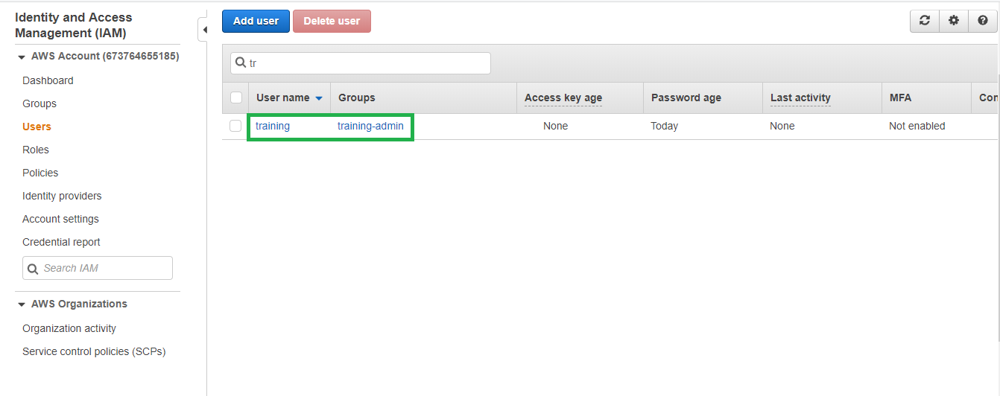 Identity and Access
Management (IAM)
AWS Account (673764655185)
Dashboard
Groups
Users
Roles
Policies
Identity providers
Account settings
Credential report
Search IAM
AWS Organizations
Organization activity
Service control policies (SCPs)
Add user Delete user
tr
User name Groups Access key age Password age Last activity MFA Con
training training-admin None Today None Not enabled